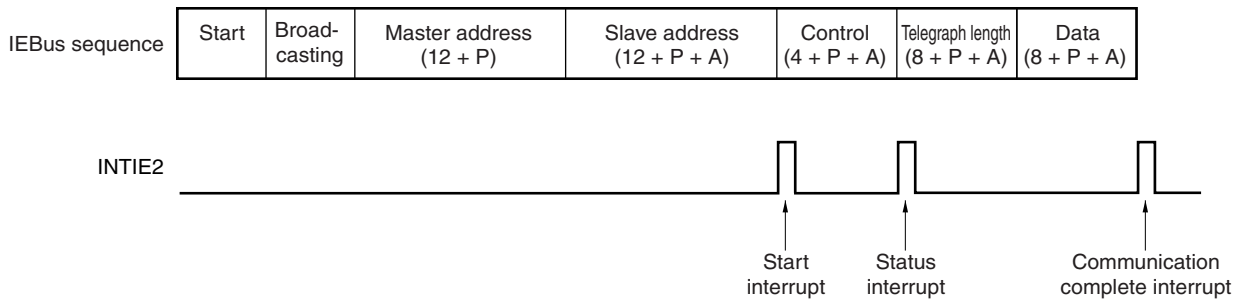 IEBus sequence
Start
Broad-
casting
Master address
(12 + P)
Slave address
(12 + P + A)
Control
(4 + P + A)
Telegraph length
(8 + P + A)
Data
(8 + P + A)
INTIE2
Start
interrupt
Status
interrupt
Communication
complete interrupt